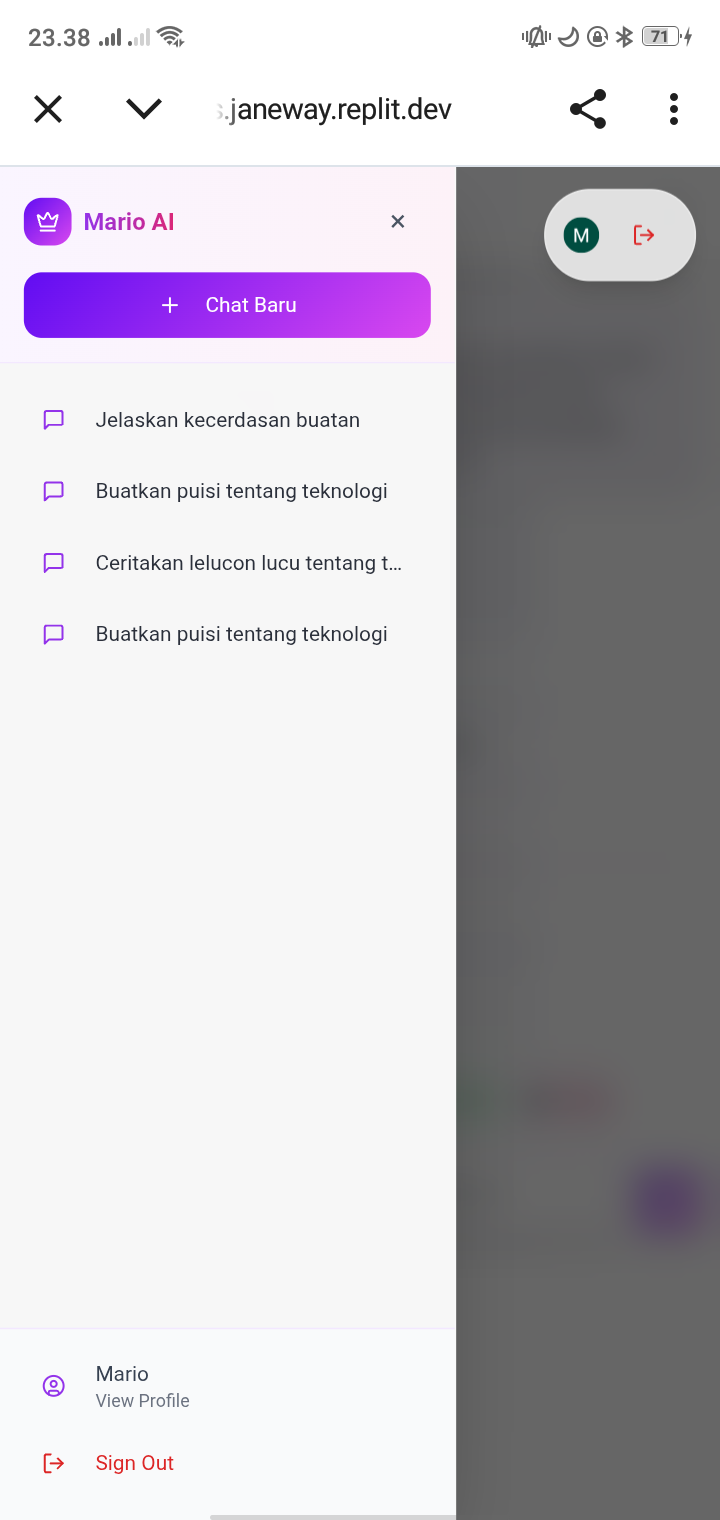 23.38
71
s.janeway.replit.dev
Mario AI
M
Chat Baru
Jelaskan kecerdasan buatan
Buatkan puisi tentang teknologi
Ceritakan lelucon lucu tentang t...
Buatkan puisi tentang teknologi
Mario
View Profile
Sign Out